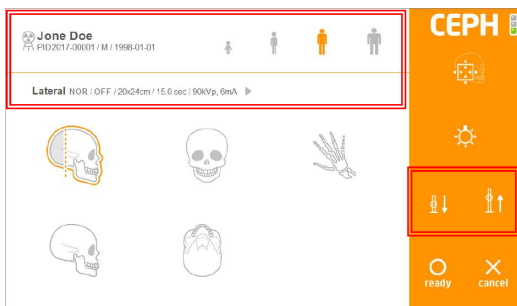 Jone Doe
PID2017-00001 / M / 1998-01-01
Lateral NOR / OFF / 20x24cm / 15.0 sec / 90kVp, 6mA
CEPH
ready
cancel